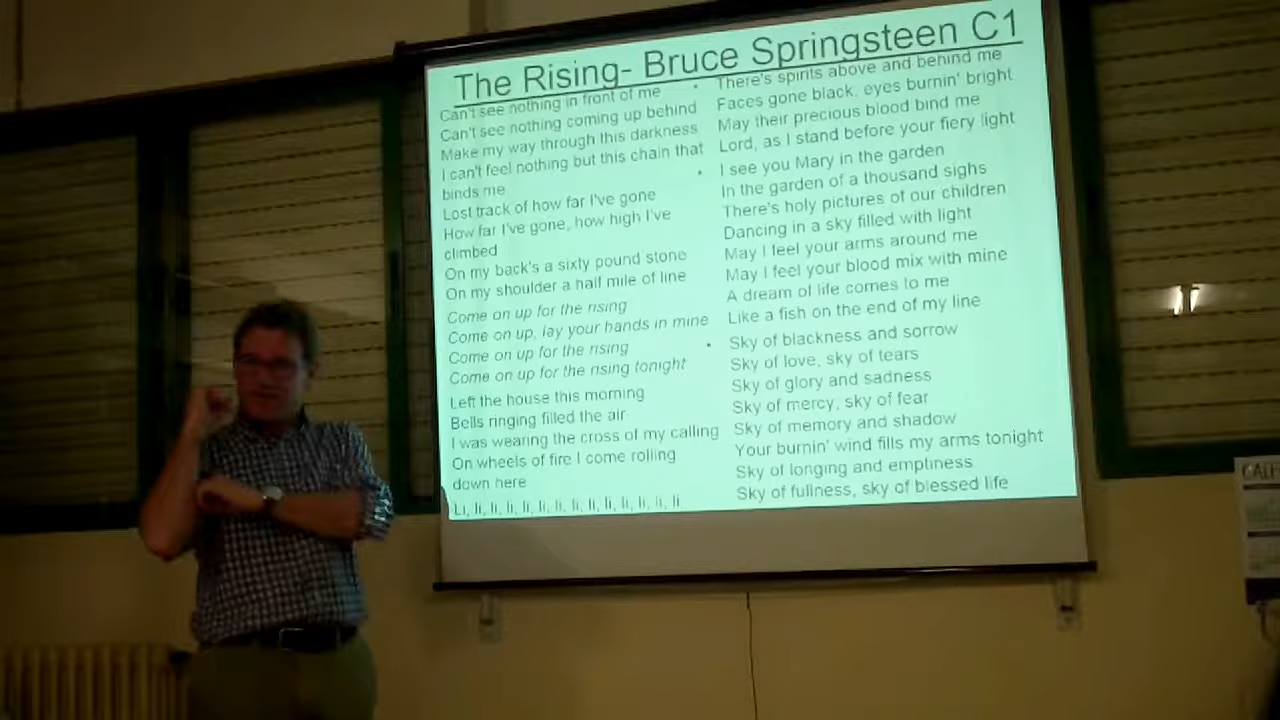 The Rising- Bruce Springsteen C1
Can't see nothing in front of me
Can't see nothing coming up behind
Make my way through this darkness
I can't feel nothing but this chain that
binds me
Lost track of how far I've gone
How far I've gone, how high I've
climbed
On my back's a sixty pound stone
On my shoulder a half mile of line
Come on up for the rising
Come on up, lay your hands in mine
Come on up for the rising
Come on up for the rising tonight
Left the house this morning
Bells ringing filled the air
I was wearing the cross of my calling
On wheels of fire I come rolling
down here
Li, li, li, li, li, li, li, li, li, li, li, li, li, li
• There's spirits above and behind me
Faces gone black, eyes burnin' bright
May their precious blood bind me
Lord, as I stand before your fiery light
• I see you Mary in the garden
In the garden of a thousand sighs
There's holy pictures of our children
Dancing in a sky filled with light
May I feel your arms around me
May I feel your blood mix with mine
A dream of life comes to me
Like a fish on the end of my line
• Sky of blackness and sorrow
Sky of love, sky of tears
Sky of glory and sadness
Sky of mercy, sky of fear
Sky of memory and shadow
Your burnin' wind fills my arms tonight
Sky of longing and emptiness
Sky of fullness, sky of blessed life